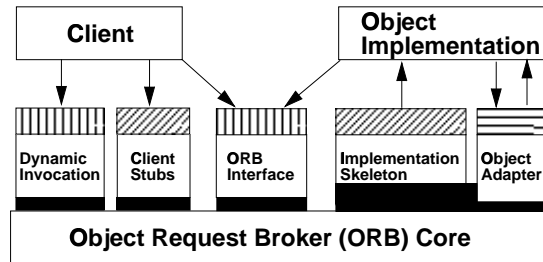 Client
Object
Implementation
Dynamic
Invocation
Client
Stubs
ORB
Interface
Implementation
Skeleton
Object
Adapter
Object Request Broker (ORB) Core